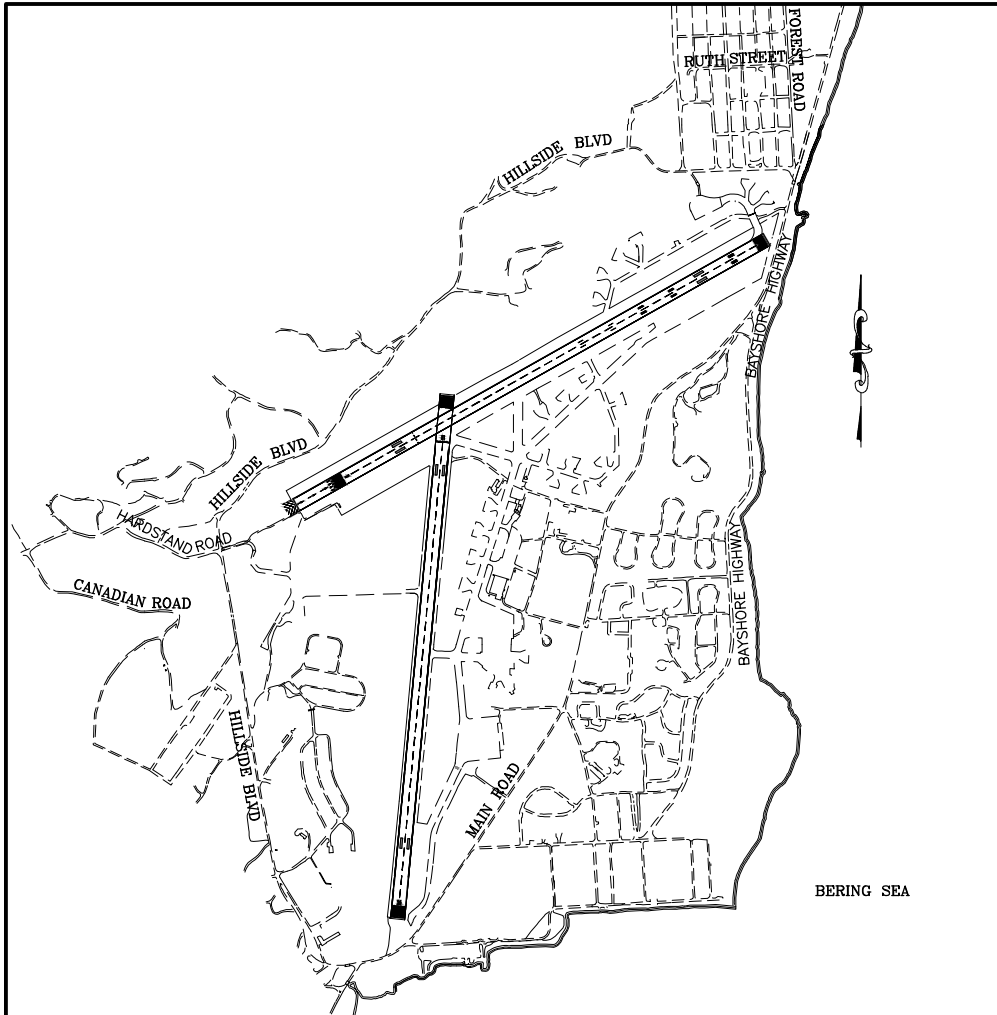 FOREST ROAD
RUTH STREET
HILLSIDE BLVD
BAYSHORE HIGHWAY
HILLSIDE BLVD
HARDSTAND ROAD
BAYSHORE HIGHWAY
CANADIAN ROAD
HILLSIDE BLVD
MAIN ROAD
BERING SEA